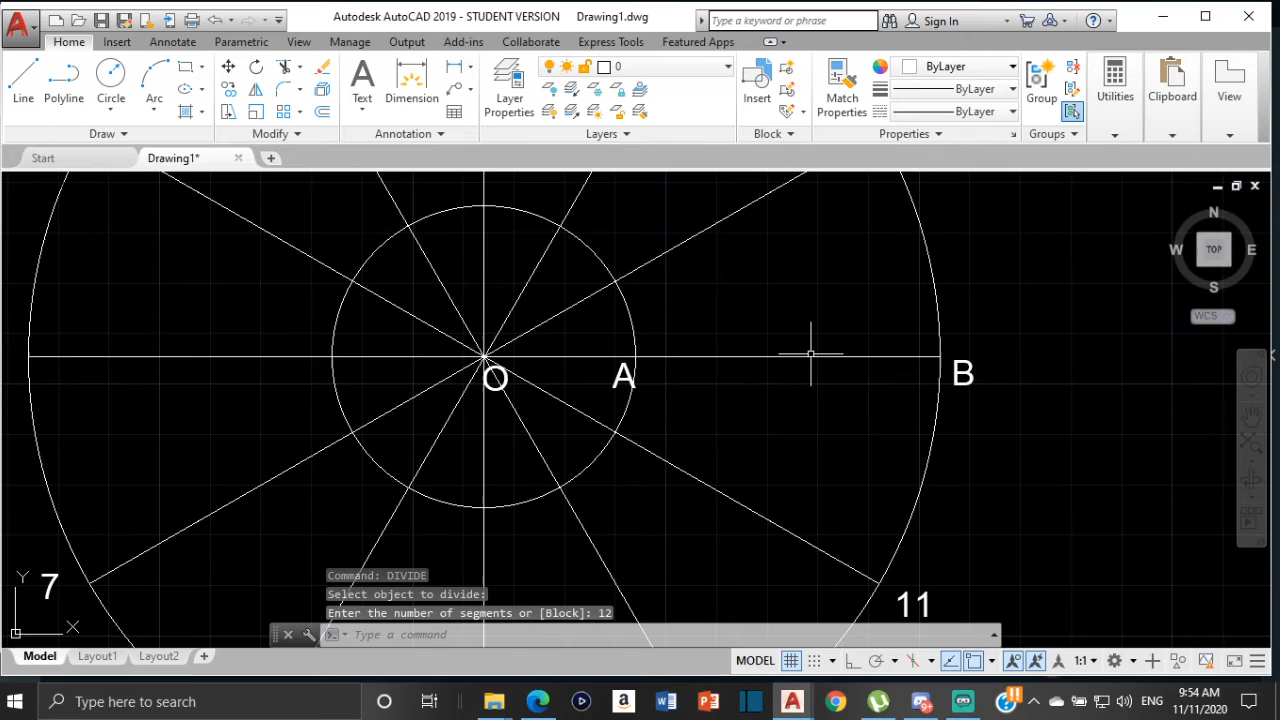 Autodesk AutoCAD 2019 - STUDENT VERSION Drawing1.dwg
Type a keyword or phrase
Sign In
Home Insert Annotate Parametric View Manage Output Add-ins Collaborate Express Tools Featured Apps
0
ByLayer
ByLayer
ByLayer
Line Polyline Circle Arc
Text Dimension
Layer Properties
Insert
Match Properties
Group
Utilities
Clipboard
View
Draw Modify Annotation Layers Block Properties Groups
Start Drawing1*
N
W TOP E
S
WCS
O A B
7
11
Y
X
Command: DIVIDE
Select object to divide:
Enter the number of segments or [Block]: 12
Type a command
Model Layout1 Layout2
MODEL
1:1
Type here to search
ENG
9:54 AM
11/11/2020